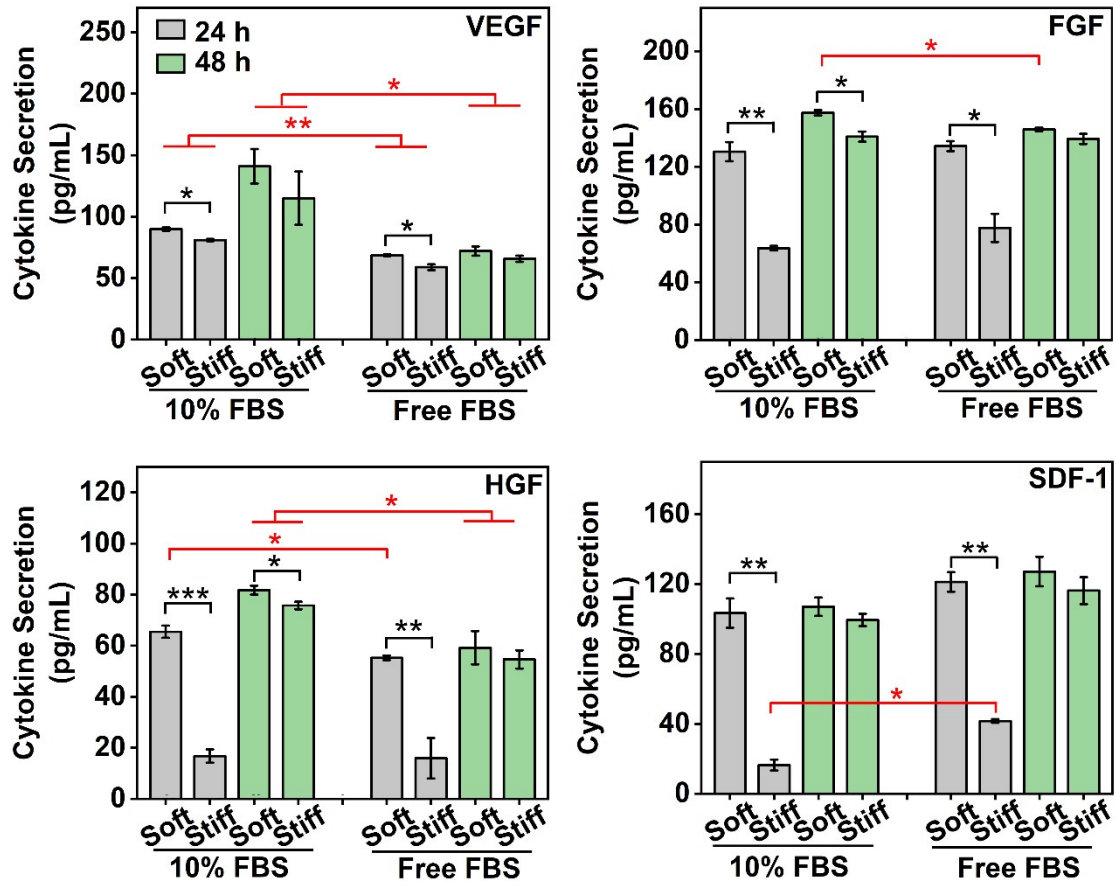 VEGF
24 h
48 h
Cytokine Secretion
(pg/mL)
250
200
150
100
50
0
*
**
*
*
Soft Stiff Soft Stiff Soft Stiff Soft Stiff
10% FBS Free FBS
FGF
Cytokine Secretion
(pg/mL)
200
160
120
80
40
0
*
** * *
Soft Stiff Soft Stiff Soft Stiff Soft Stiff
10% FBS Free FBS
HGF
Cytokine Secretion
(pg/mL)
120
100
80
60
40
20
0
*
*
*
***
**
Soft Stiff Soft Stiff Soft Stiff Soft Stiff
10% FBS Free FBS
SDF-1
Cytokine Secretion
(pg/mL)
160
120
80
40
0
** **
*
Soft Stiff Soft Stiff Soft Stiff Soft Stiff
10% FBS Free FBS